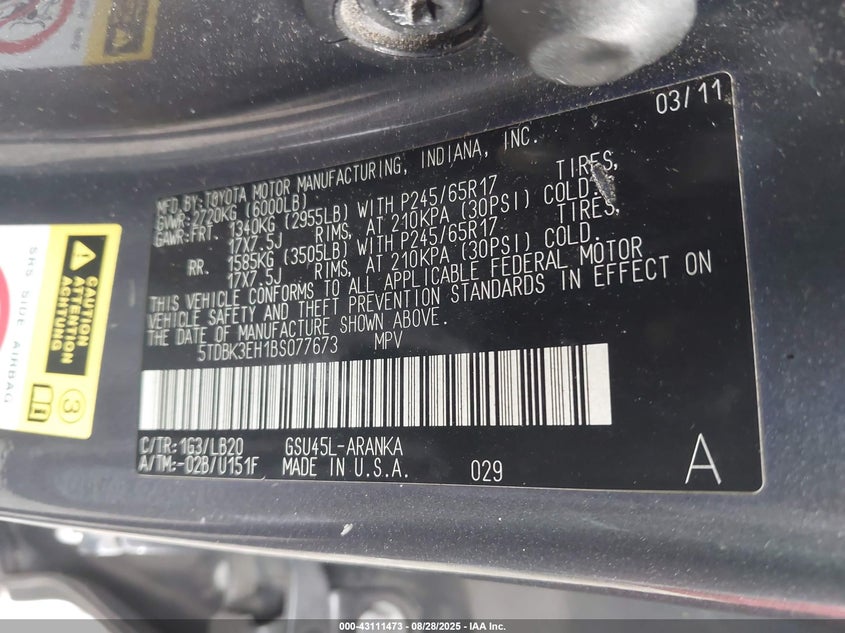 03/11
MFD.BY:TOYOTA MOTOR MANUFACTURING, INDIANA, INC.
GVWR:2720KG (6000LB)
GAWR:FRT. 1340KG (2955LB) WITH P245/65R17 TIRES,
17X7.5J RIMS, AT 210KPA (30PSI) COLD.
RR. 1585KG (3505LB) WITH P245/65R17 TIRES,
17X7.5J RIMS, AT 210KPA (30PSI) COLD.
THIS VEHICLE CONFORMS TO ALL APPLICABLE FEDERAL MOTOR
VEHICLE SAFETY AND THEFT PREVENTION STANDARDS IN EFFECT ON
THE DATE OF MANUFACTURE SHOWN ABOVE.
5TDBK3EH1BS077673 MPV
C/TR:1G3/LB20 GSU45L-ARANKA
A/TM:-02B/U151F MADE IN U.S.A. 029 A
CAUTION
ATTENTION
ACHTUNG
3
SRS SIDE AIRBAG
000-43111473 - 08/28/2025 - IAA Inc.